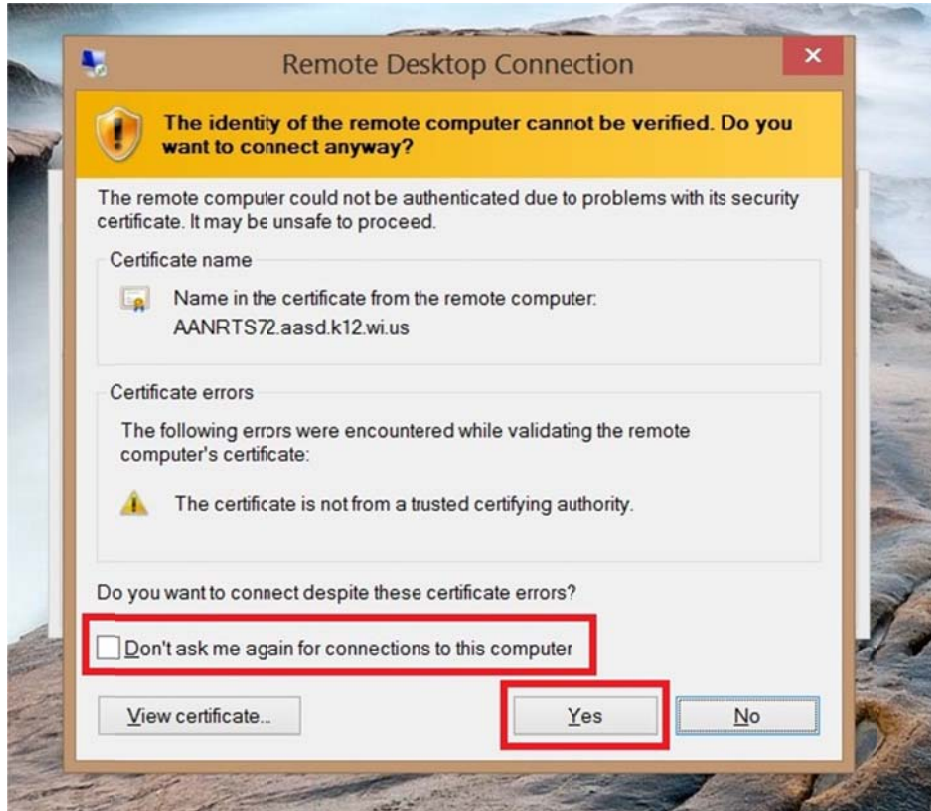 Remote Desktop Connection
x
The identity of the remote computer cannot be verified. Do you
want to connect anyway?
The remote computer could not be authenticated due to problems with its security
certificate. It may be unsafe to proceed.
Certificate name
Name in the certificate from the remote computer:
AANRTS72.aasd.k12.wi.us
Certificate errors
The following errors were encountered while validating the remote
computer's certificate:
The certificate is not from a trusted certifying authority.
Do you want to connect despite these certificate errors?
Don't ask me again for connections to this computer
View certificate..
Yes
No